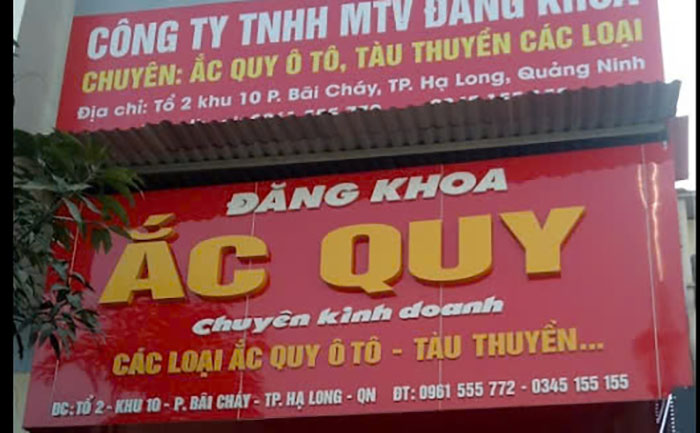 CÔNG TY TNHH MTV ĐĂNG KHOA
CHUYÊN: ẮC QUY Ô TÔ, TÀU THUYỀN CÁC LOẠI
Địa chỉ: Tổ 2 khu 10 P. Bãi Cháy, TP. Hạ Long, Quảng Ninh
ĐĂNG KHOA
ẮC QUY
Chuyên kinh doanh
CÁC LOẠI ẮC QUY Ô TÔ - TÀU THUYỀN...
ĐC: TỔ 2 - KHU 10 - P. BÃI CHÁY - TP. HẠ LONG - QN ĐT: 0961 555 772 - 0345 155 155